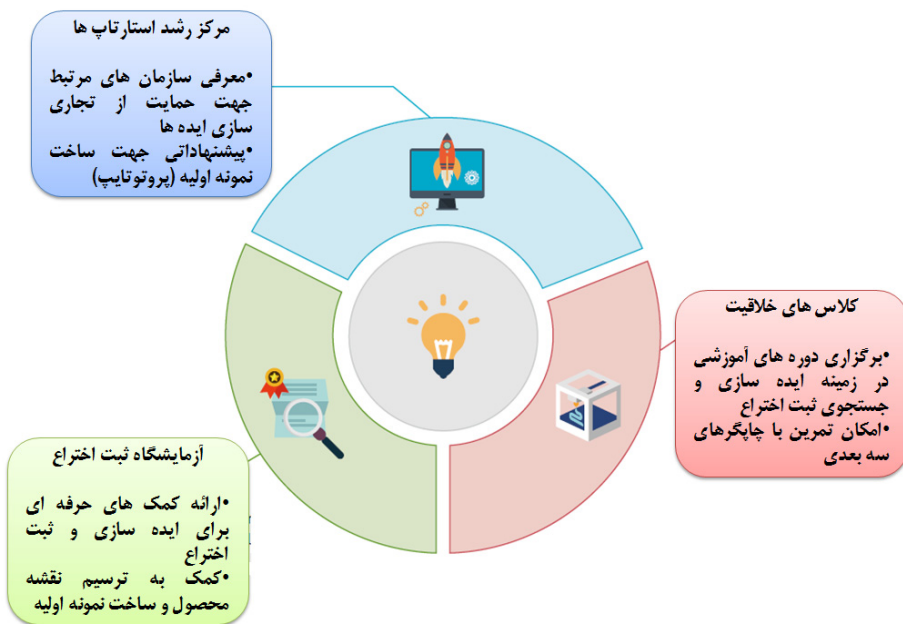 مرکز رشد استارتاپ ها
•معرفی سازمان های مرتبط
جهت حمایت از تجاری
سازی ایده ها
•پیشنهاداتی جهت ساخت
نمونه اولیه (پروتوتایپ)
کلاس های خلاقیت
•برگزاری دوره های آموزشی
در زمینه ایده سازی و
جستجوی ثبت اختراع
•امکان تمرین با چاپگرهای
سه بعدی
آزمایشگاه ثبت اختراع
•ارائه کمک های حرفه ای
برای ایده سازی و ثبت
اختراع
•کمک به ترسیم نقشه
محصول و ساخت نمونه اولیه